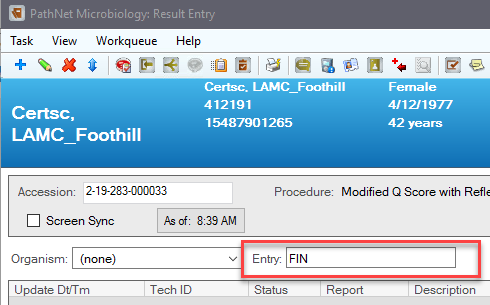 PathNet Microbiology: Result Entry
Task View Workqueue Help
Certsc, LAMC_Foothill Female
412191 4/12/1977
Certsc, 15487901265 42 years
LAMC_Foothill
Accession: 2-19-283-000033 Procedure: Modified Q Score with Refle
Screen Sync As of: 8:39 AM
Organism: (none) Entry: FIN
Update Dt/Tm Tech ID Status Report Description